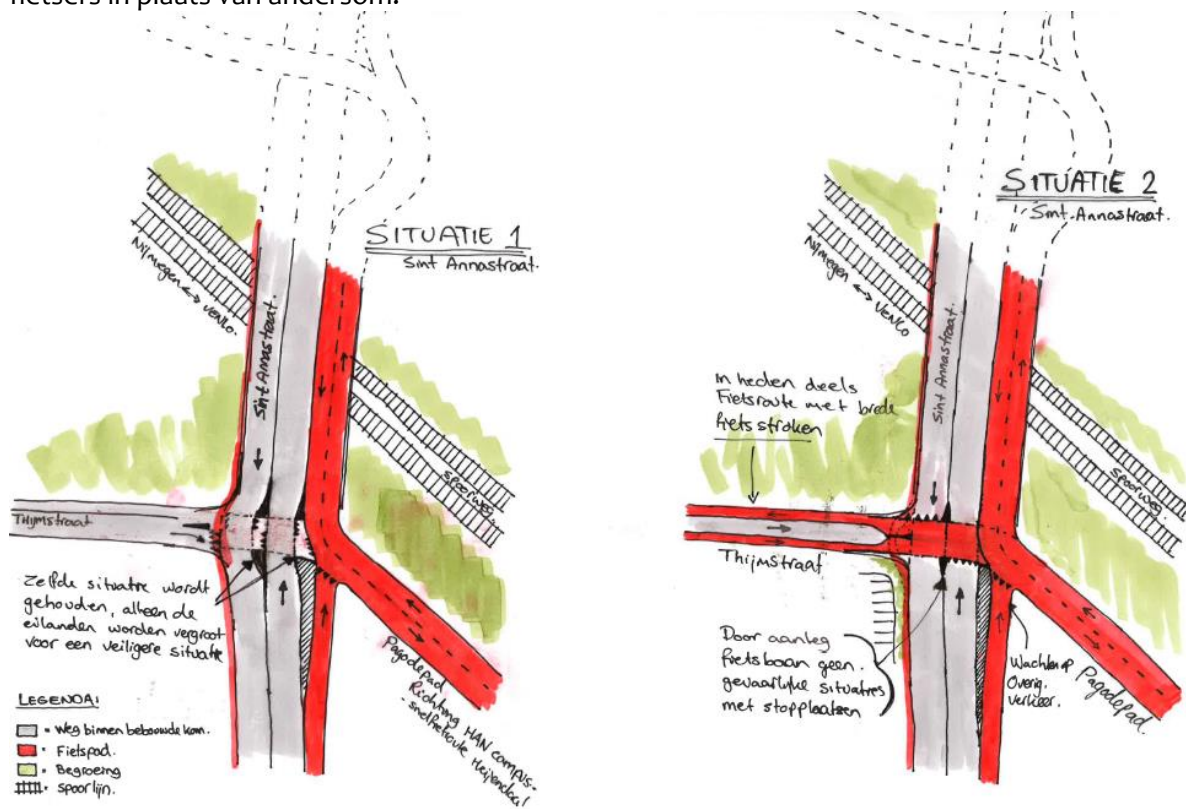 fietsers in plaats van andersom.
SITUATIE 1
Sint Annastraat.
Nijmegen <-> VENLO.
Sint Annastraat.
spoorweg.
Thijmstraat
Zelfde situatie wordt
gehouden, alleen de
eilanden worden vergroot
voor een veiligere situatie
Pagodepad
Richting HAN campus-
snelfietroute Heijendaal
LEGENDA:
= Weg binnen bebouwde kom.
= Fietspad.
= Begroeing
= spoorlijn.
SITUATIE 2
Sint-Annastraat.
Nijmegen <-> VENLO
Sint Annastraat.
In heden deels
Fietsroute met brede
fietsstroken
Spoorweg.
Thijmstraat
Door aanleg
fietsbaan geen
gevaarlijke situaties
met stopplaatsen
Wachten op
Overig.
verkeer.
Pagodepad.